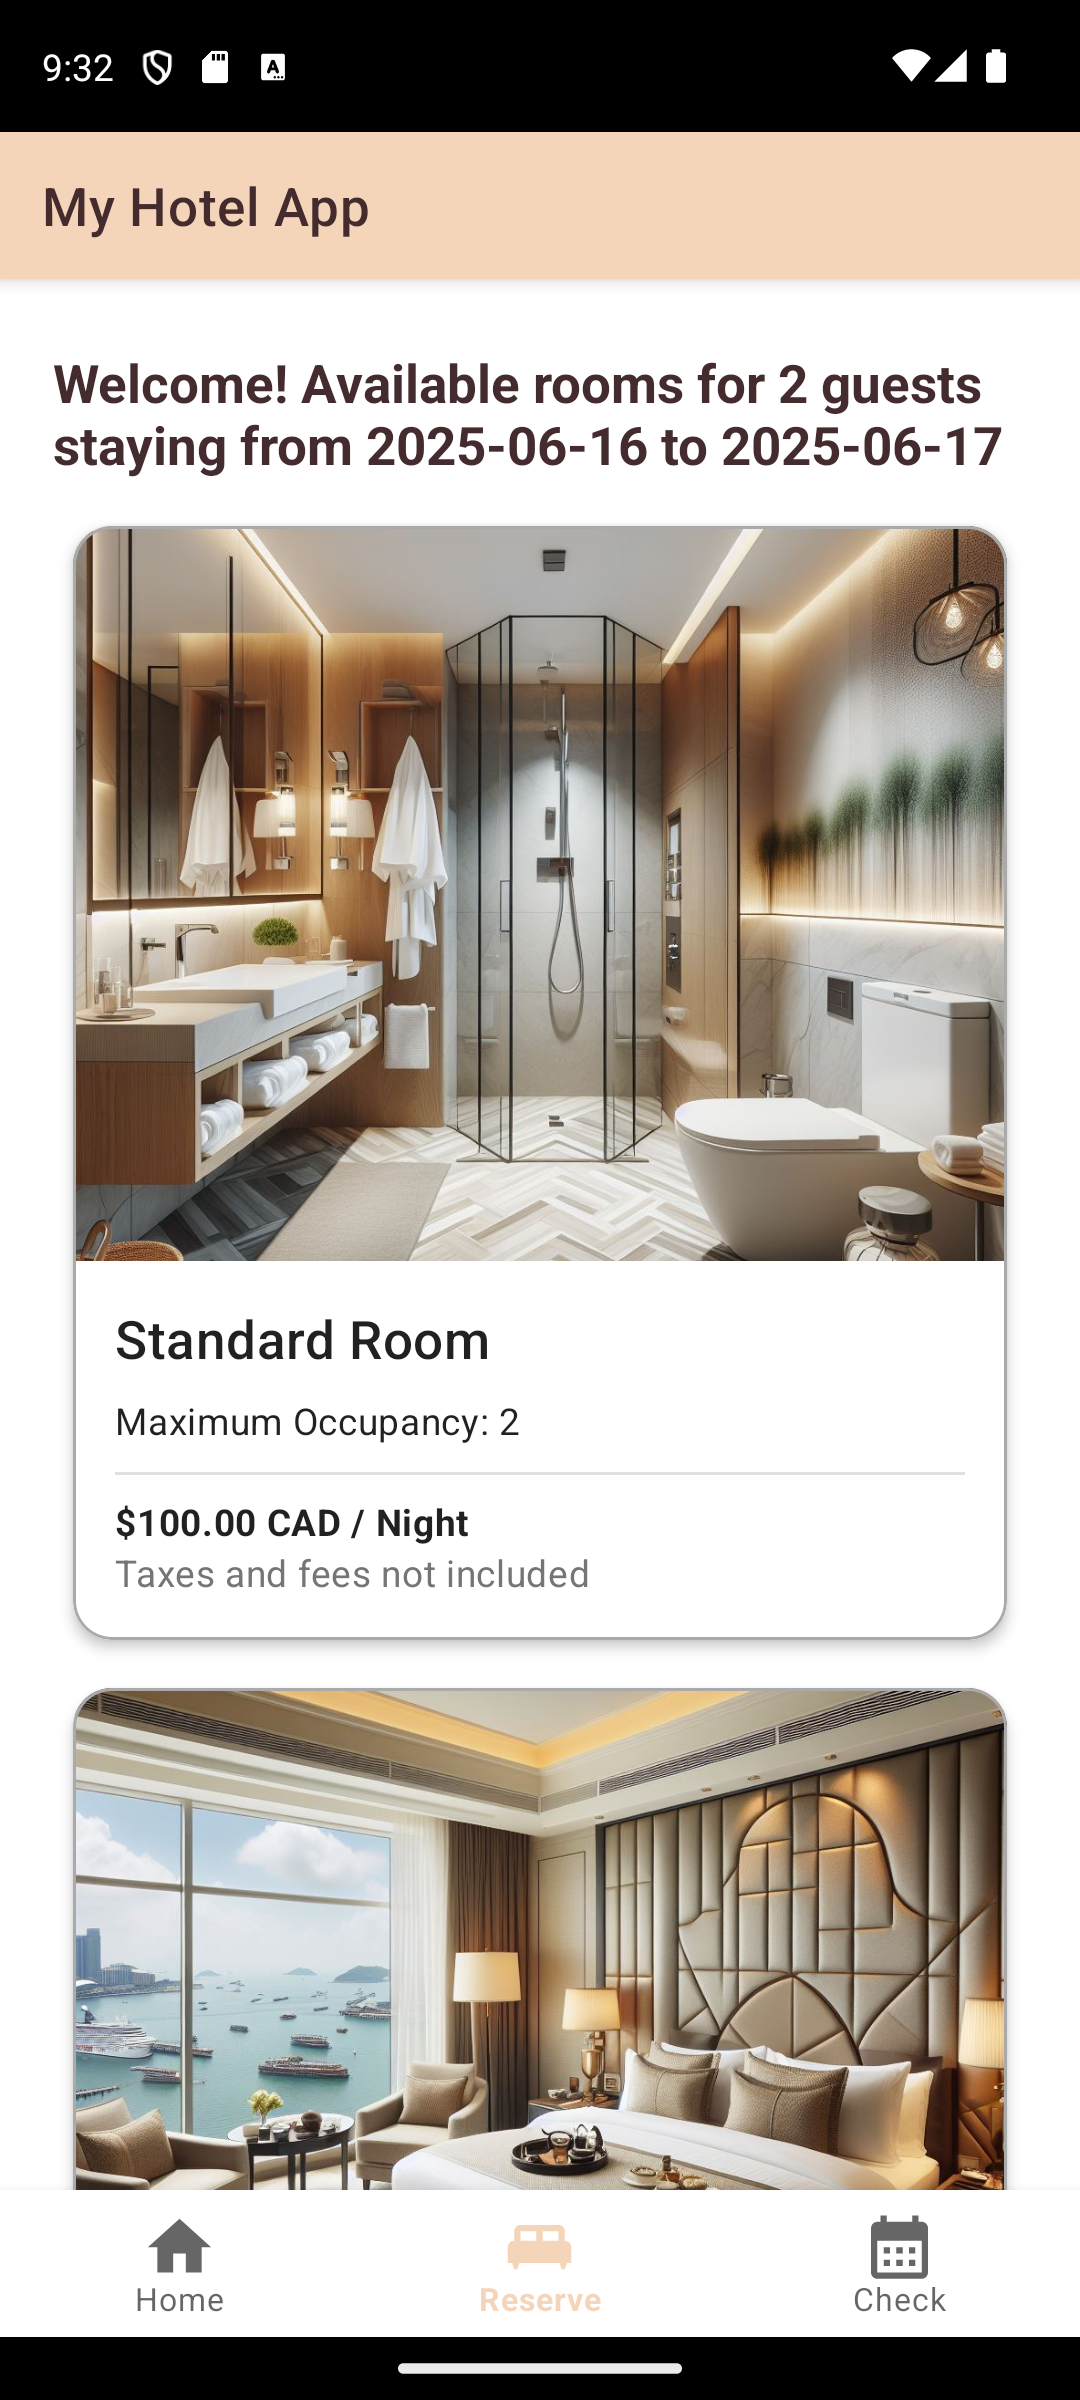 9:32
My Hotel App
Welcome! Available rooms for 2 guests
staying from 2025-06-16 to 2025-06-17
Standard Room
Maximum Occupancy: 2
$100.00 CAD / Night
Taxes and fees not included
Home
Reserve
Check